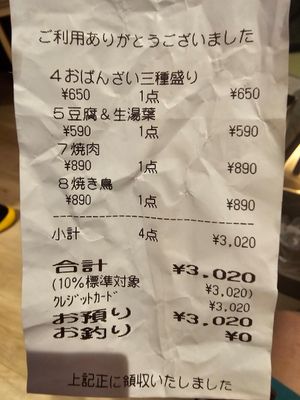 ご利用ありがとうございました
4おばんざい三種盛り
¥650 1点 ¥650
5豆腐&生湯葉
¥590 1点 ¥590
7焼肉
¥890 1点 ¥890
8焼き鳥
¥890 1点 ¥890
小計 4点 ¥3,020
合計 ¥3,020
(10%標準対象 ¥3,020)
クレジットカード ¥3,020
お預り ¥3,020
お釣り ¥0
上記正に領収いたしました